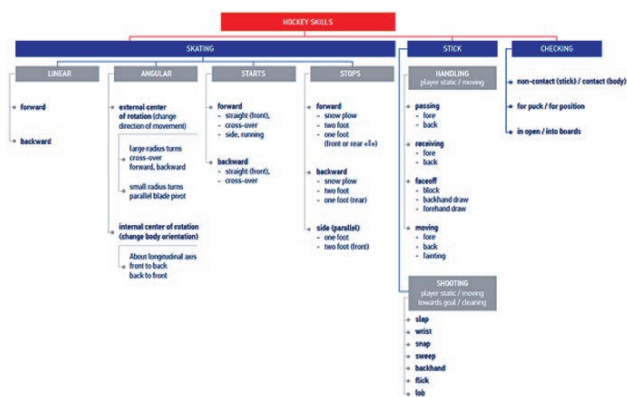 HOCKEY SKILLS
SKATING
STICK
CHECKING
LINEAR
forward
backward
ANGULAR
external center
of rotation (change
direction of movement)
large radius turns
cross-over
forward, backward
small radius turns
parallel blade pivot
internal center of rotation
(change body orientation)
About longitudinal axis
front to back
back to front
STARTS
forward
- straight (front),
- cross-over
- side, running
backward
- straight (front),
- cross-over
STOPS
forward
- snow plow
- two foot
- one foot
(front or rear «I»)
backward
- snow plow
- two foot
- one foot (rear)
side (parallel)
- one foot
- two foot (front)
HANDLING
player static / moving
passing
- fore
- back
receiving
- fore
- back
faceoff
- block
- backhand draw
- forehand draw
moving
- fore
- back
- fainting
SHOOTING
player static / moving
towards goal / cleaning
slap
wrist
snap
sweep
backhand
flick
lob
non-contact (stick) / contact (body)
for puck / for position
in open / into boards